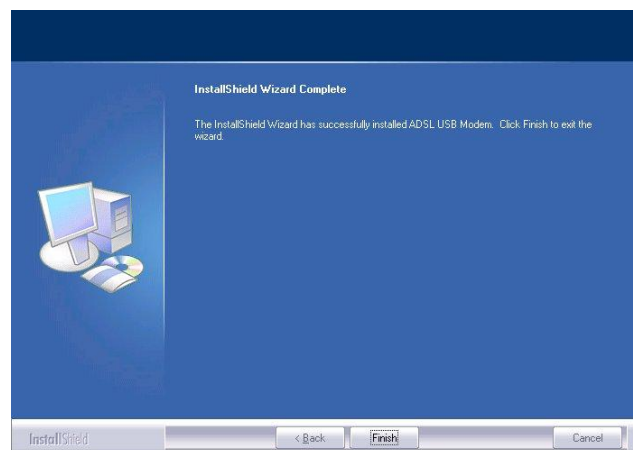 InstallShield Wizard Complete
The InstallShield Wizard has successfully installed ADSL USB Modem. Click Finish to exit the
wizard.
InstallShield
< Back
Finish
Cancel